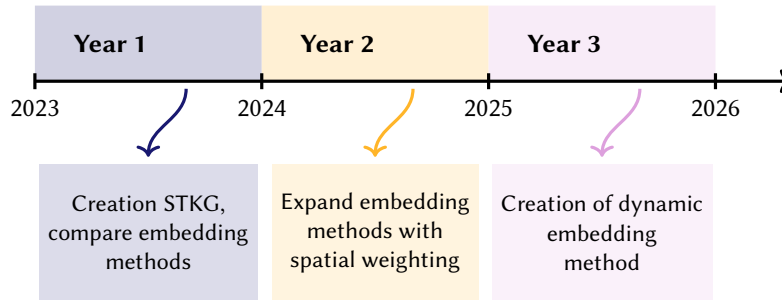 Year 1
Year 2
Year 3
2023
2024
2025
2026
Creation STKG,
compare embedding
methods
Expand embedding
methods with
spatial weighting
Creation of dynamic
embedding
method